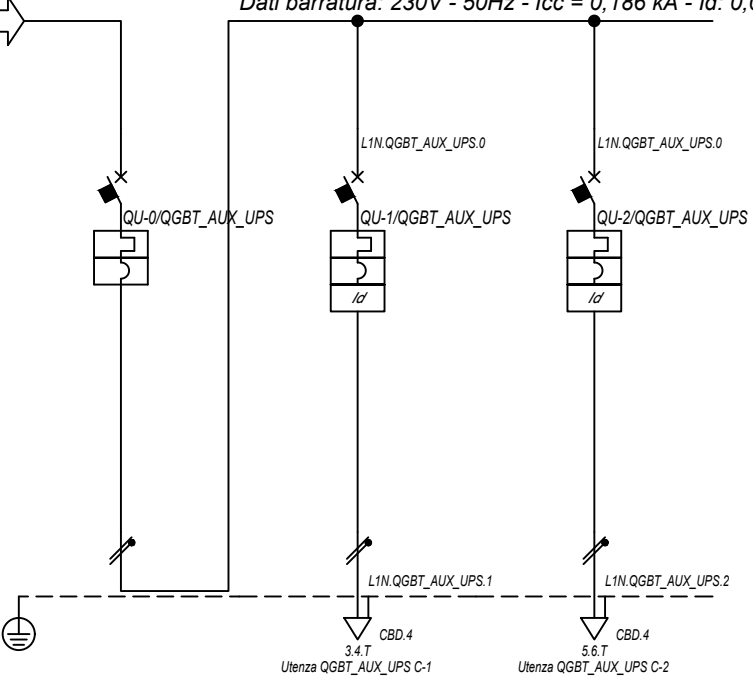 Dati barratura: 230V - 50Hz - Icc = 0,186 kA - Id: 0,0
L1N.QGBT_AUX_UPS.0
L1N.QGBT_AUX_UPS.0
QU-0/QGBT_AUX_UPS
QU-1/QGBT_AUX_UPS
QU-2/QGBT_AUX_UPS
Id
Id
L1N.QGBT_AUX_UPS.1
L1N.QGBT_AUX_UPS.2
CBD.4
CBD.4
3.4.T
5.6.T
Utenza QGBT_AUX_UPS C-1
Utenza QGBT_AUX_UPS C-2